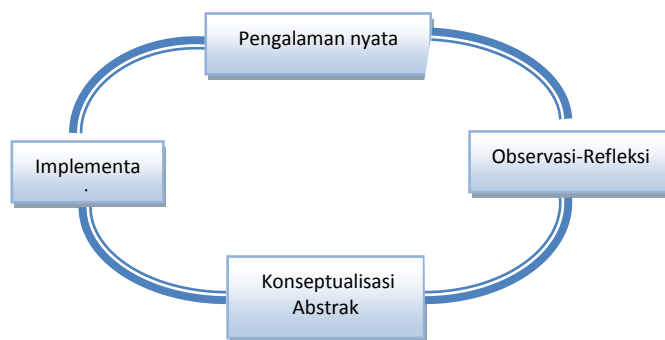 Pengalaman nyata
Observasi-Refleksi
Konseptualisasi
Abstrak
Implementa
.